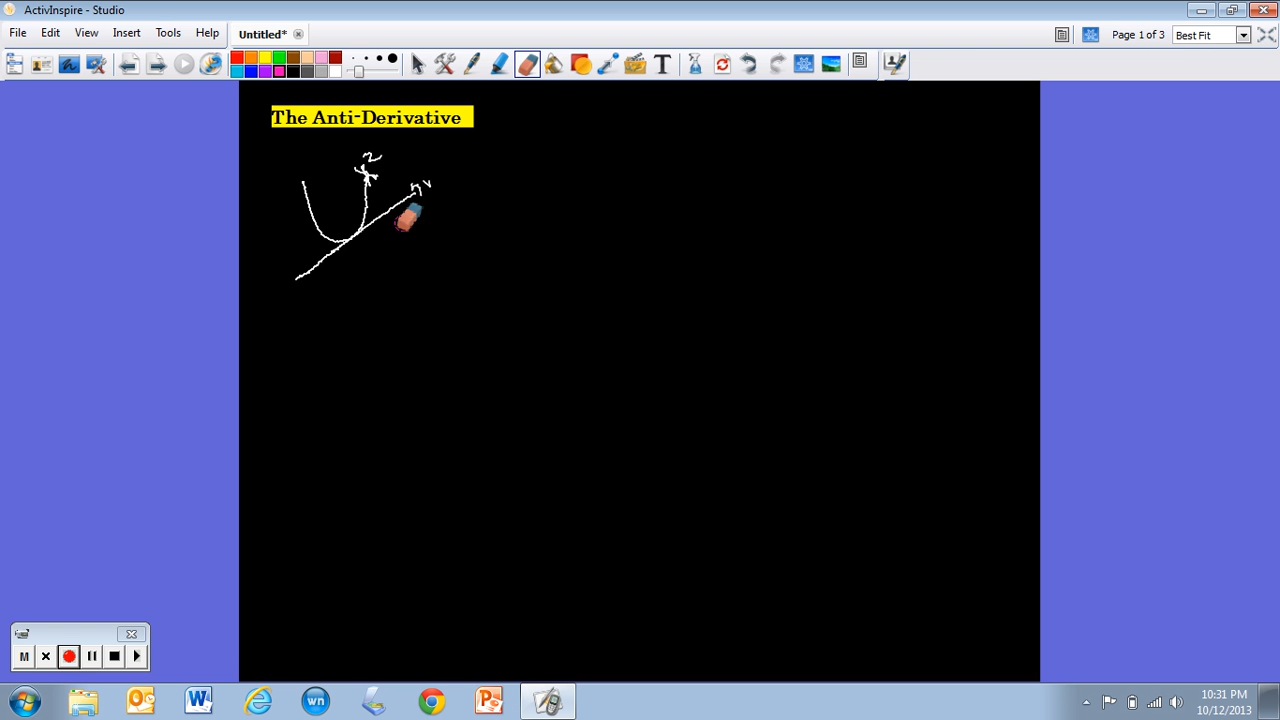 ActivInspire - Studio
File Edit View Insert Tools Help Untitled* Page 1 of 3 Best Fit
The Anti-Derivative
M
10:31 PM
10/12/2013